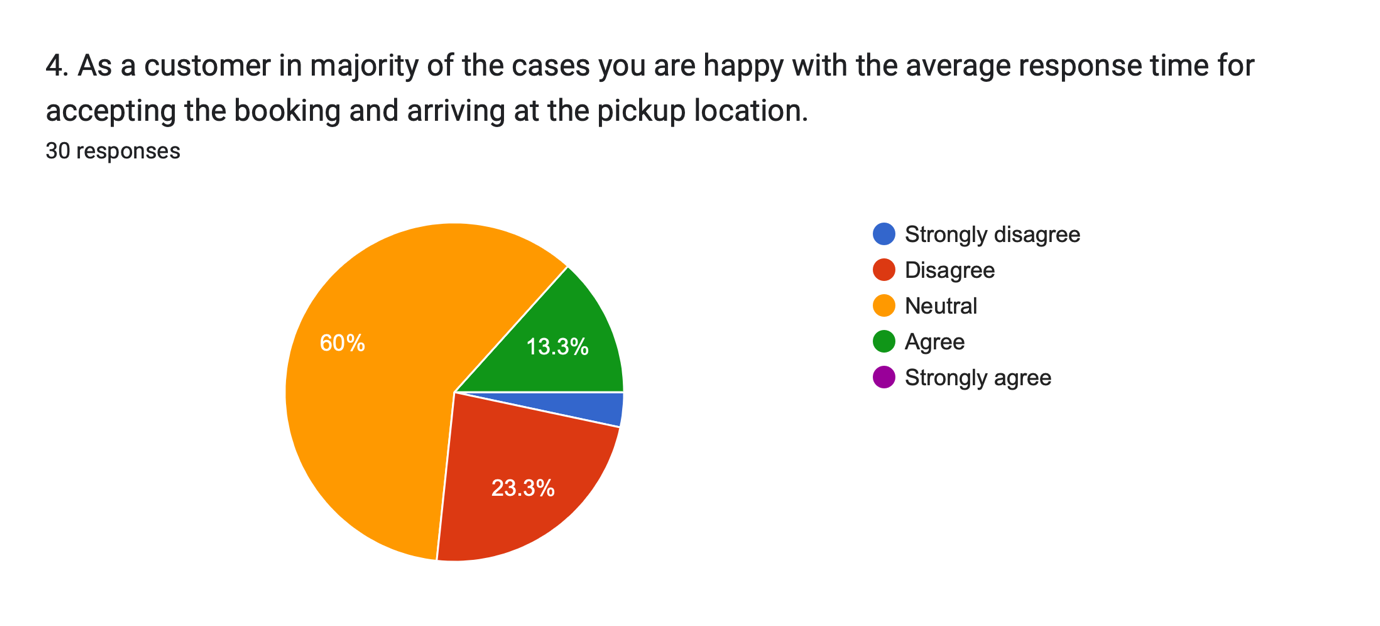 4. As a customer in majority of the cases you are happy with the average response time for
accepting the booking and arriving at the pickup location.
30 responses
Strongly disagree
Disagree
Neutral
Agree
Strongly agree
60%
13.3%
23.3%